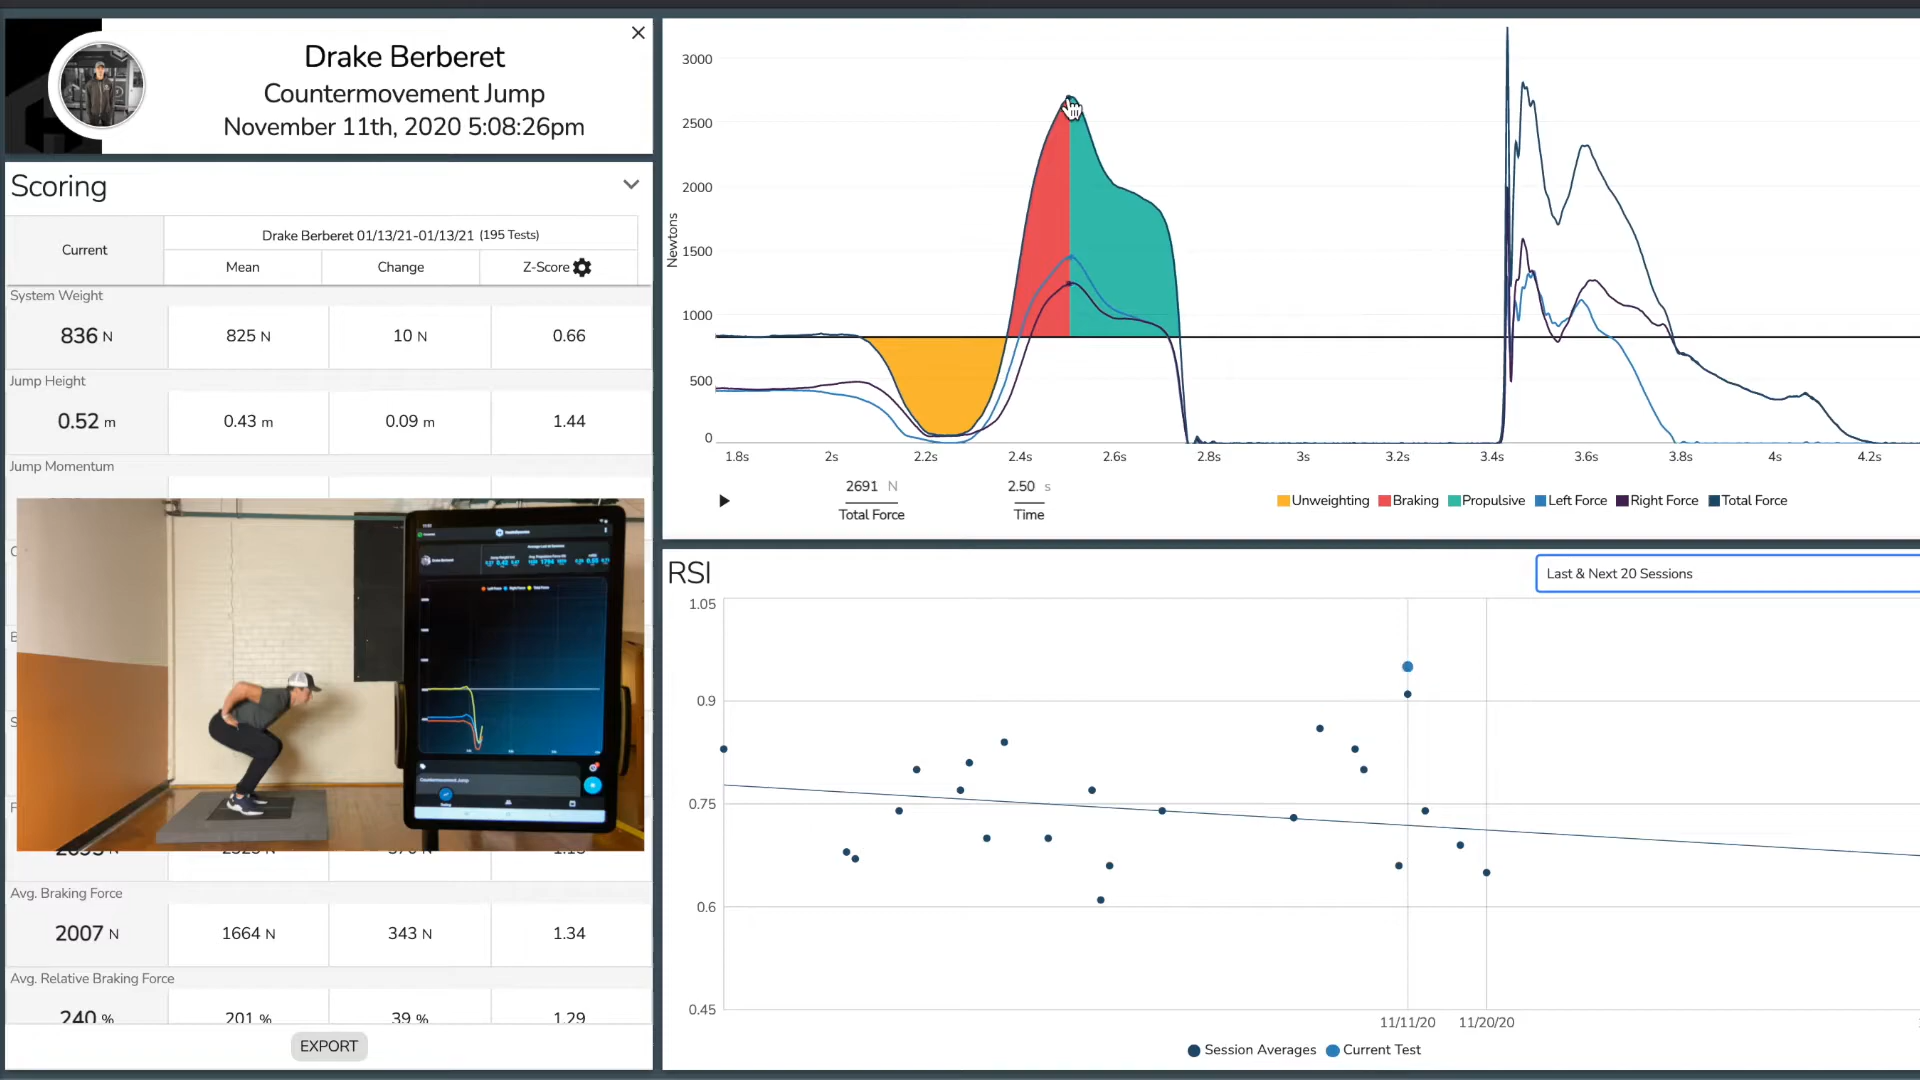 Drake Berberet
Countermovement Jump
November 11th, 2020 5:08:26pm
Scoring
Current
Drake Berberet 01/13/21-01/13/21 (195 Tests)
Mean
Change
Z-Score
System Weight
836 N
825 N
10 N
0.66
Jump Height
0.52 m
0.43 m
0.09 m
1.44
Jump Momentum
Avg. Braking Force
2007 N
1664 N
343 N
1.34
Avg. Relative Braking Force
240 %
201 %
39 %
1.29
EXPORT
Newtons
3000
2500
2000
1500
1000
500
0
1.8s
2s
2.2s
2.4s
2.6s
2.8s
3s
3.2s
3.4s
3.6s
3.8s
4s
4.2s
2691 N
Total Force
2.50 s
Time
Unweighting
Braking
Propulsive
Left Force
Right Force
Total Force
RSI
Last & Next 20 Sessions
1.05
0.9
0.75
0.6
0.45
11/11/20
11/20/20
Session Averages
Current Test